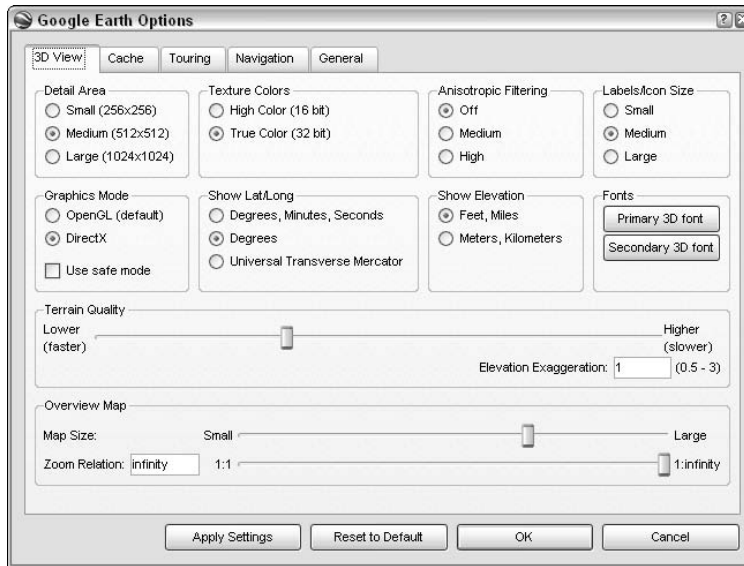 Google Earth Options
3D View Cache Touring Navigation General
Detail Area
Small (256x256)
Medium (512x512)
Large (1024x1024)
Texture Colors
High Color (16 bit)
True Color (32 bit)
Anisotropic Filtering
Off
Medium
High
Labels/Icon Size
Small
Medium
Large
Graphics Mode
OpenGL (default)
DirectX
Use safe mode
Show Lat/Long
Degrees, Minutes, Seconds
Degrees
Universal Transverse Mercator
Show Elevation
Feet, Miles
Meters, Kilometers
Fonts
Primary 3D font
Secondary 3D font
Terrain Quality
Lower
(faster)
Higher
(slower)
Elevation Exaggeration: 1 (0.5 - 3)
Overview Map
Map Size: Small Large
Zoom Relation: infinity 1:1 1:infinity
Apply Settings Reset to Default OK Cancel